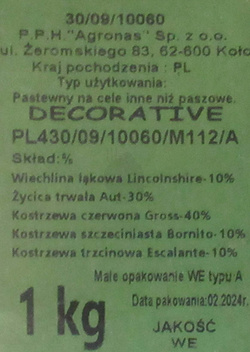 30/09/10060
P.P.H."Agronas" Sp. z o.o.
ul. Żeromskiego 83, 62-600 Koło
Kraj pochodzenia : PL
Typ użytkowania:
Pastewny na cele inne niż paszowe.
DECORATIVE
PL430/09/10060/M112/A
Skład:%
Wiechlina łąkowa Lincolnshire-10%
Życica trwała Aut-30%
Kostrzewa czerwona Gross-40%
Kostrzewa szczeciniasta Bornito-10%
Kostrzewa trzcinowa Escalante-10%
Małe opakowanie WE typu A
1 kg
Data pakowania:02.2024r.
JAKOŚĆ
WE